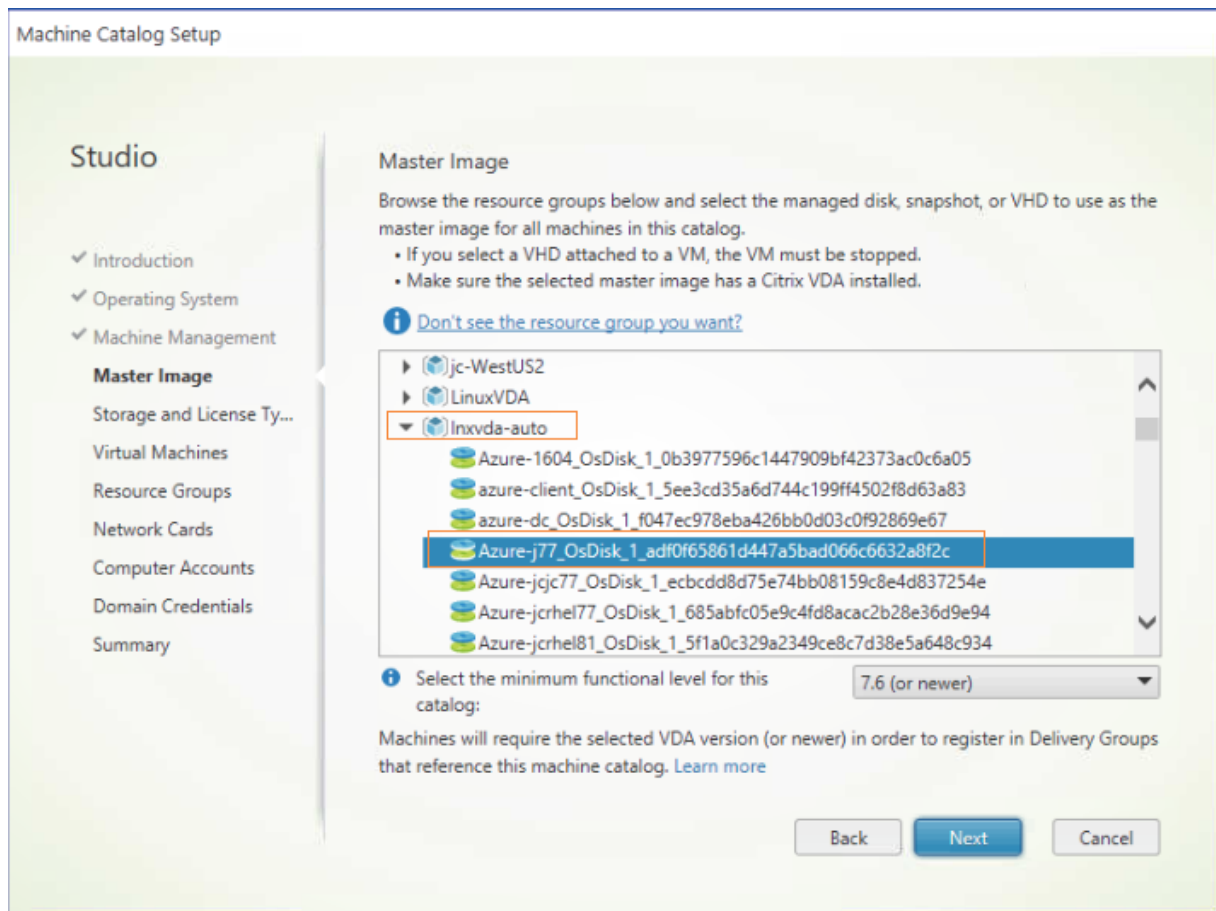 Machine Catalog Setup
Studio
Introduction
Operating System
Machine Management
Master Image
Storage and License Ty...
Virtual Machines
Resource Groups
Network Cards
Computer Accounts
Domain Credentials
Summary
Master Image
Browse the resource groups below and select the managed disk, snapshot, or VHD to use as the
master image for all machines in this catalog.
• If you select a VHD attached to a VM, the VM must be stopped.
• Make sure the selected master image has a Citrix VDA installed.
Don't see the resource group you want?
jc-WestUS2
LinuxVDA
lnxvda-auto
Azure-1604_OsDisk_1_0b3977596c1447909bf42373ac0c6a05
azure-client_OsDisk_1_5ee3cd35a6d744c199ff4502f8d63a83
azure-dc_OsDisk_1_f047ec978eba426bb0d03c0f92869e67
Azure-j77_OsDisk_1_adf0f65861d447a5bad066c6632a8f2c
Azure-jcjc77_OsDisk_1_ecbcdd8d75e74bb08159c8e4d837254e
Azure-jcrhel77_OsDisk_1_685abfc05e9c4fd8acac2b28e36d9e94
Azure-jcrhel81_OsDisk_1_5f1a0c329a2349ce8c7d38e5a648c934
Select the minimum functional level for this
catalog:
7.6 (or newer)
Machines will require the selected VDA version (or newer) in order to register in Delivery Groups
that reference this machine catalog. Learn more
Back
Next
Cancel